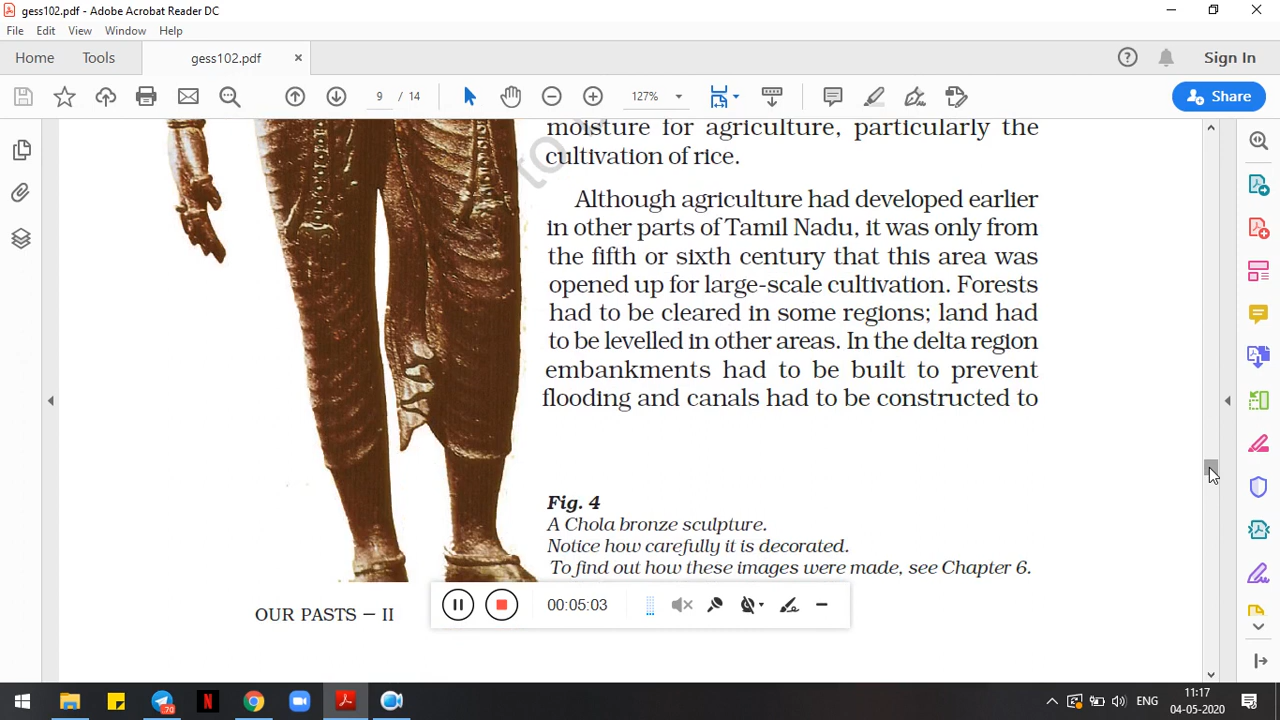 gess102.pdf - Adobe Acrobat Reader DC
File Edit View Window Help
Home Tools gess102.pdf × Sign In
9 / 14 127% Share
to
moisture for agriculture, particularly the
cultivation of rice.
Although agriculture had developed earlier
in other parts of Tamil Nadu, it was only from
the fifth or sixth century that this area was
opened up for large-scale cultivation. Forests
had to be cleared in some regions; land had
to be levelled in other areas. In the delta region
embankments had to be built to prevent
flooding and canals had to be constructed to
Fig. 4
A Chola bronze sculpture.
Notice how carefully it is decorated.
To find out how these images were made, see Chapter 6.
OUR PASTS – II
00:05:03
70
ENG
11:17
04-05-2020